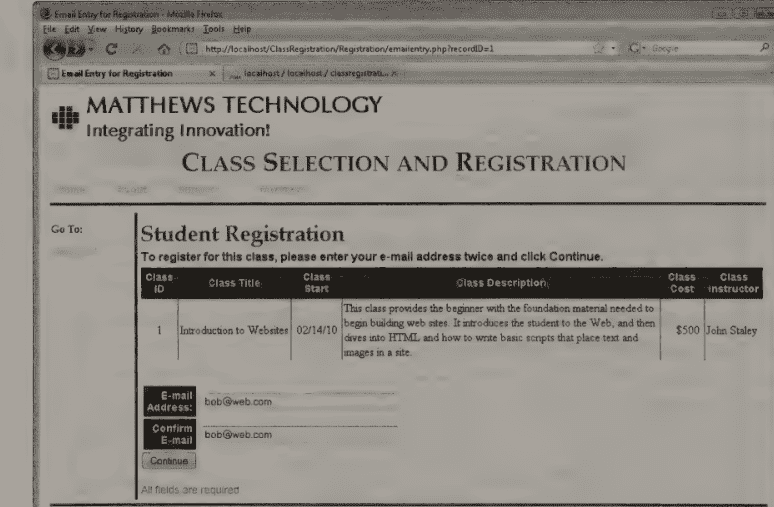 Email Entry for Registration - Mozilla Firefox
File Edit View History Bookmarks Tools Help
http://localhost/ClassRegistration/Registration/emailentry.php?recordID=1
Google
Email Entry for Registration x localhost / localhost / classregistrati... x
MATTHEWS TECHNOLOGY
Integrating Innovation!
CLASS SELECTION AND REGISTRATION
Go To:
Student Registration
To register for this class, please enter your e-mail address twice and click Continue.
Class ID Class Title Class Start Class Description Class Cost Class Instructor
1 Introduction to Websites 02/14/10 This class provides the beginner with the foundation material needed to
begin building web sites. It introduces the student to the Web, and then
dives into HTML and how to write basic scripts that place text and
images in a site. $500 John Staley
E-mail
Address: bob@web.com
Confirm
E-mail bob@web.com
Continue
All fields are required